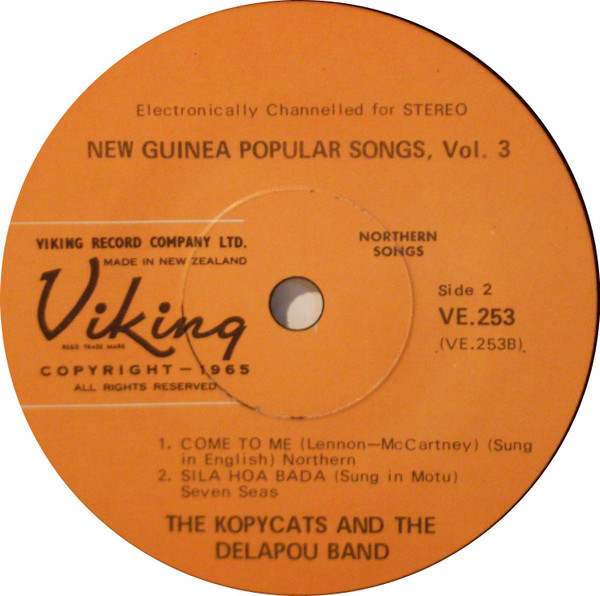 Electronically Channelled for STEREO
NEW GUINEA POPULAR SONGS, Vol. 3
VIKING RECORD COMPANY LTD.
MADE IN NEW ZEALAND
Viking
REGD. TRADE MARK
COPYRIGHT - 1965
ALL RIGHTS RESERVED
NORTHERN
SONGS
Side 2
VE.253
(VE.253B)
1. COME TO ME (Lennon—McCartney) (Sung
in English) Northern
2. SILA HOA BADA (Sung in Motu)
Seven Seas
THE KOPYCATS AND THE
DELAPOU BAND